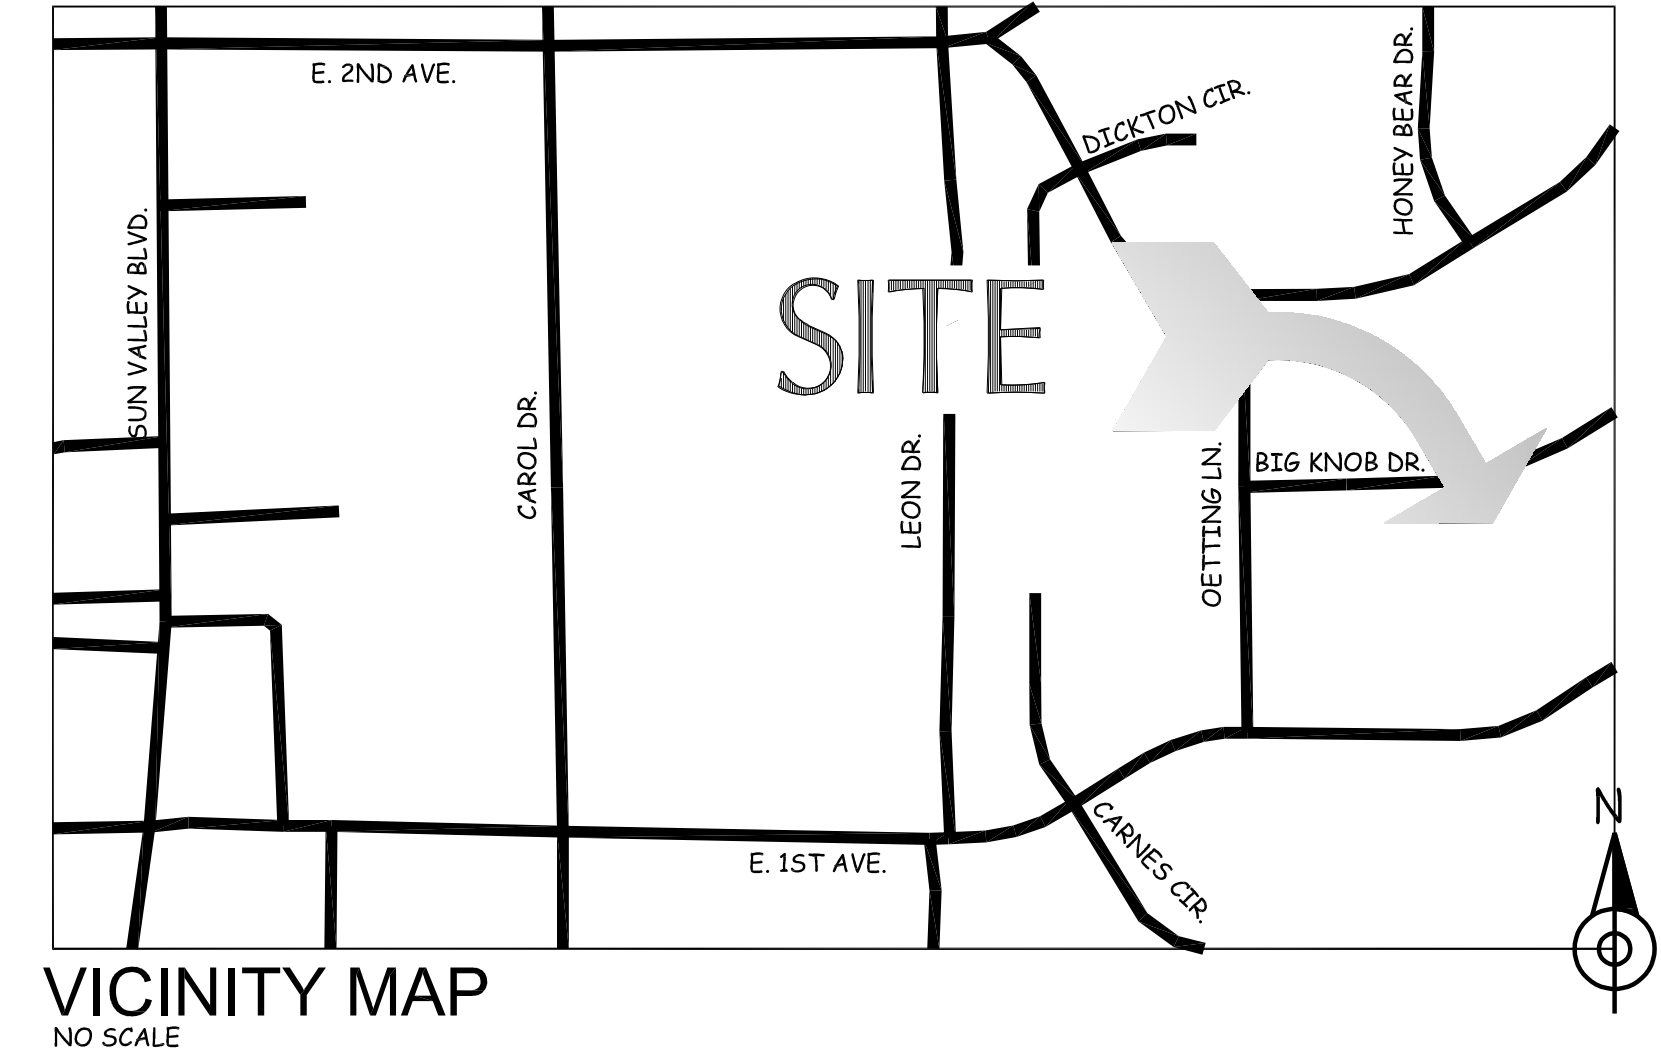 E. 2ND AVE.
DICKTON CIR.
HONEY BEAR DR.
SUN VALLEY BLVD.
SITE
CAROL DR.
LEON DR.
OETTING LN.
BIG KNOB DR.
E. 1ST AVE.
CARNES CIR.
N
VICINITY MAP
NO SCALE